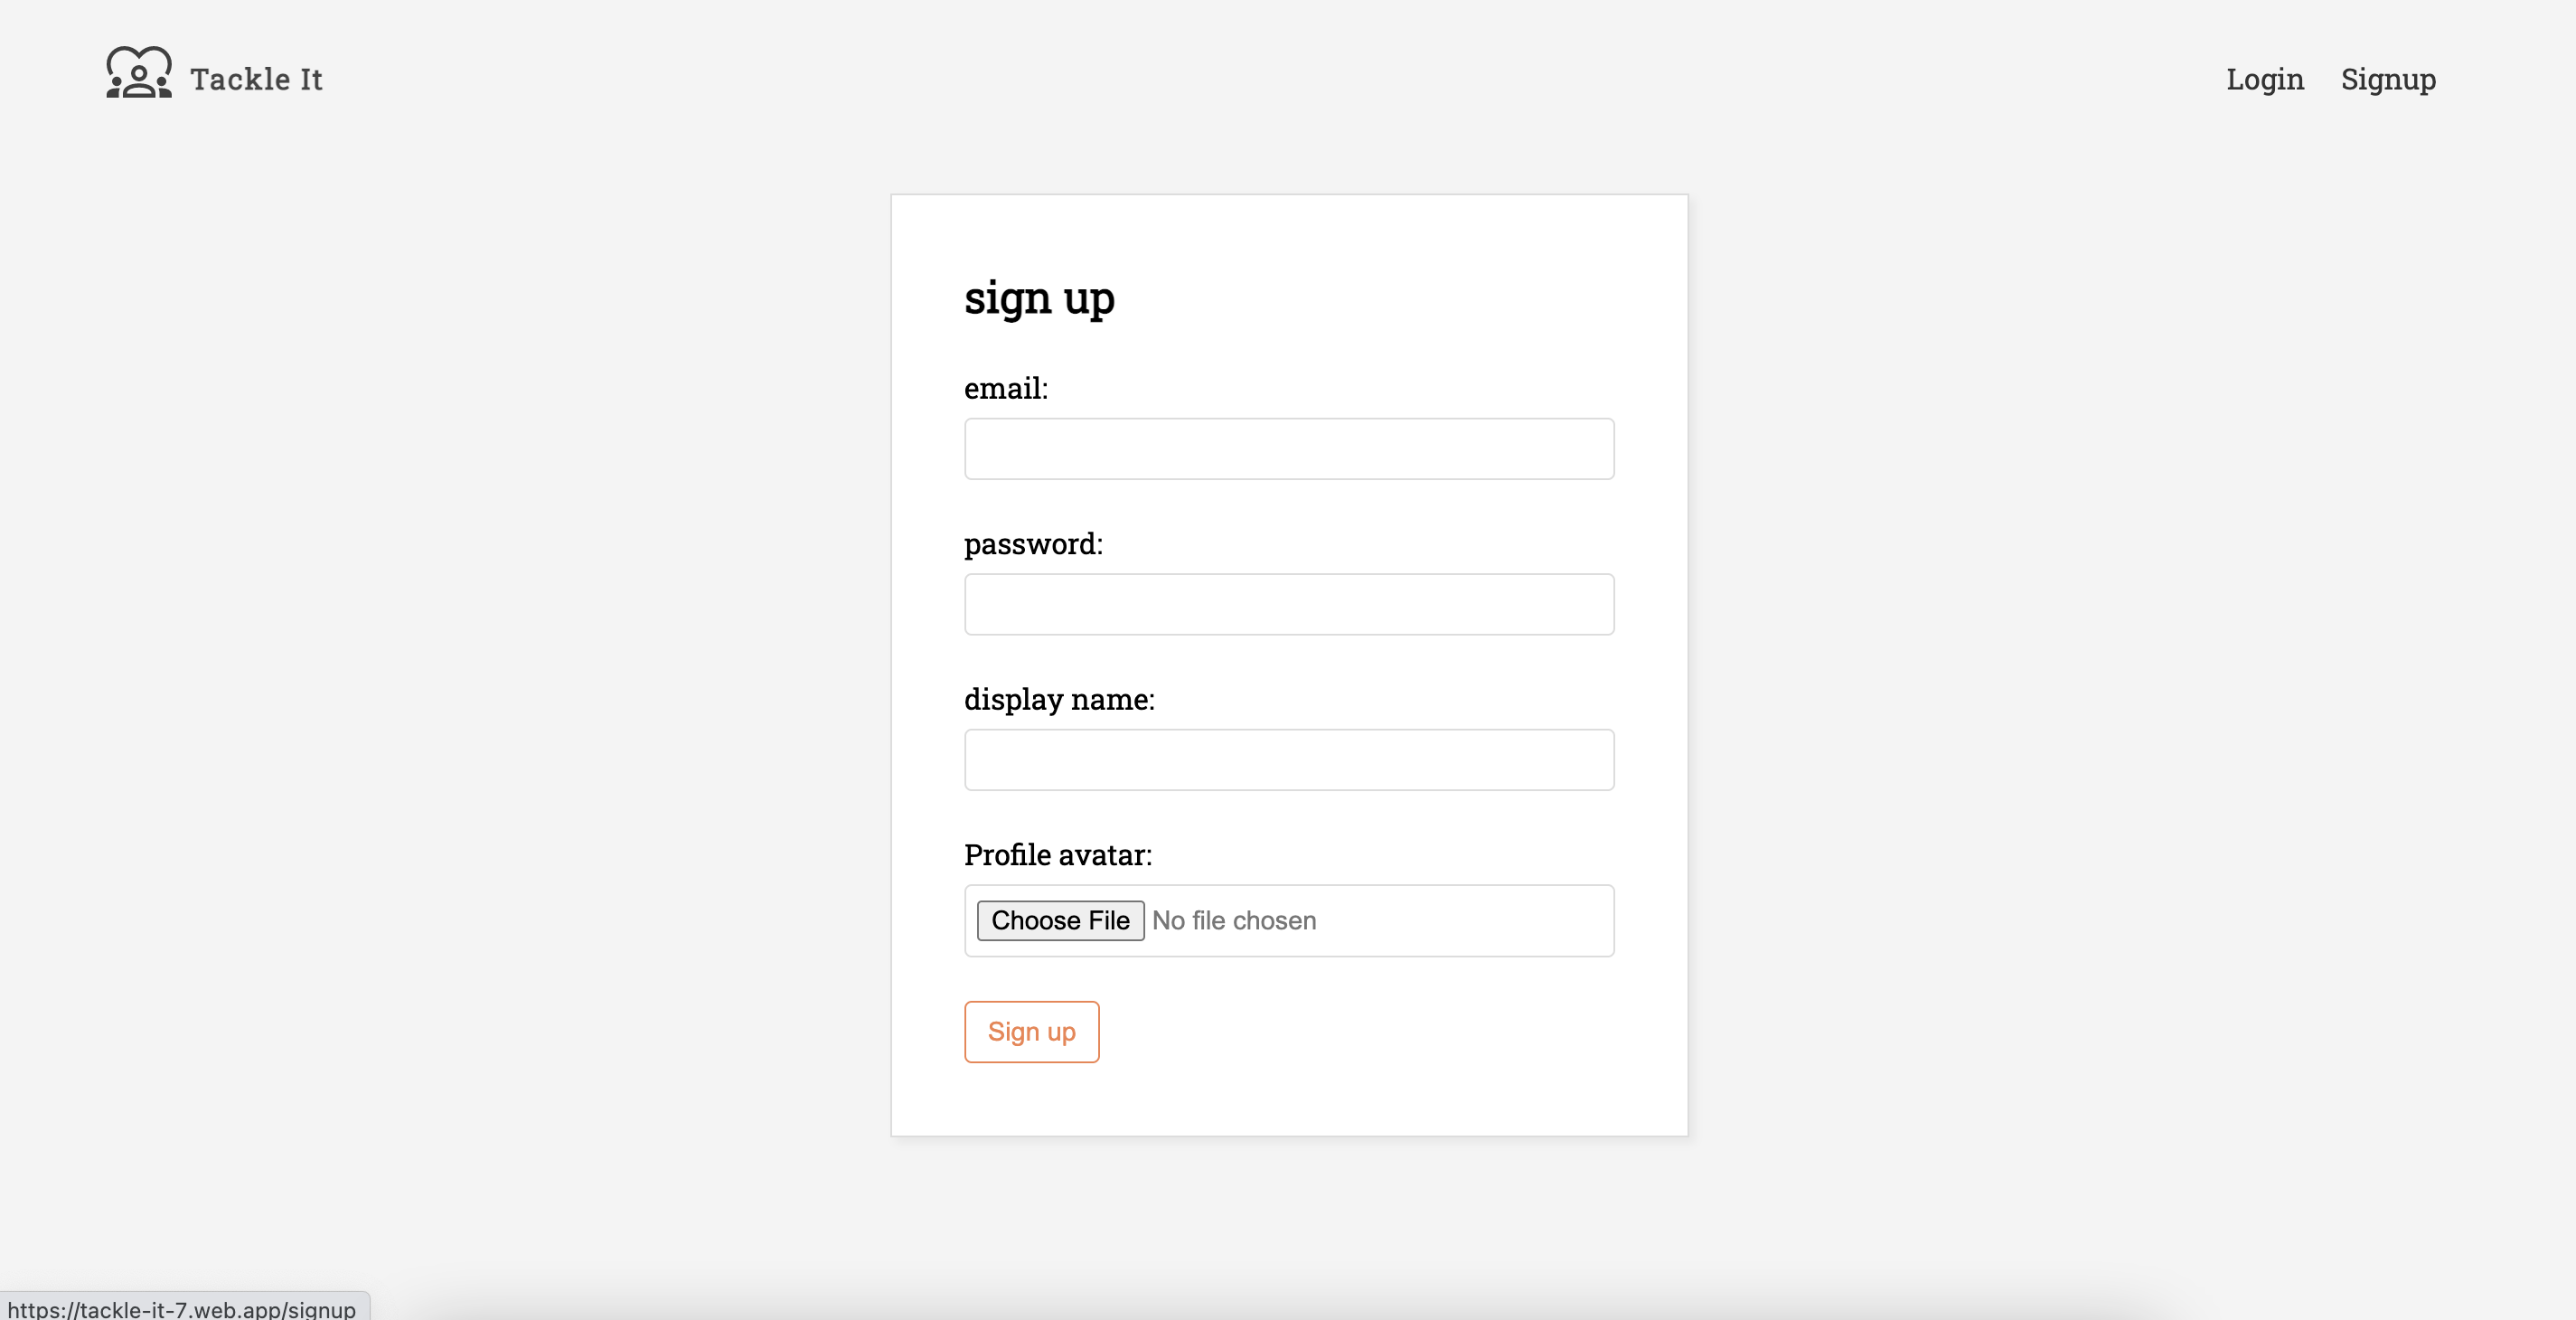 Tackle It
Login Signup
sign up
email:
password:
display name:
Profile avatar:
Choose File No file chosen
Sign up
https://tackle-it-7.web.app/signup